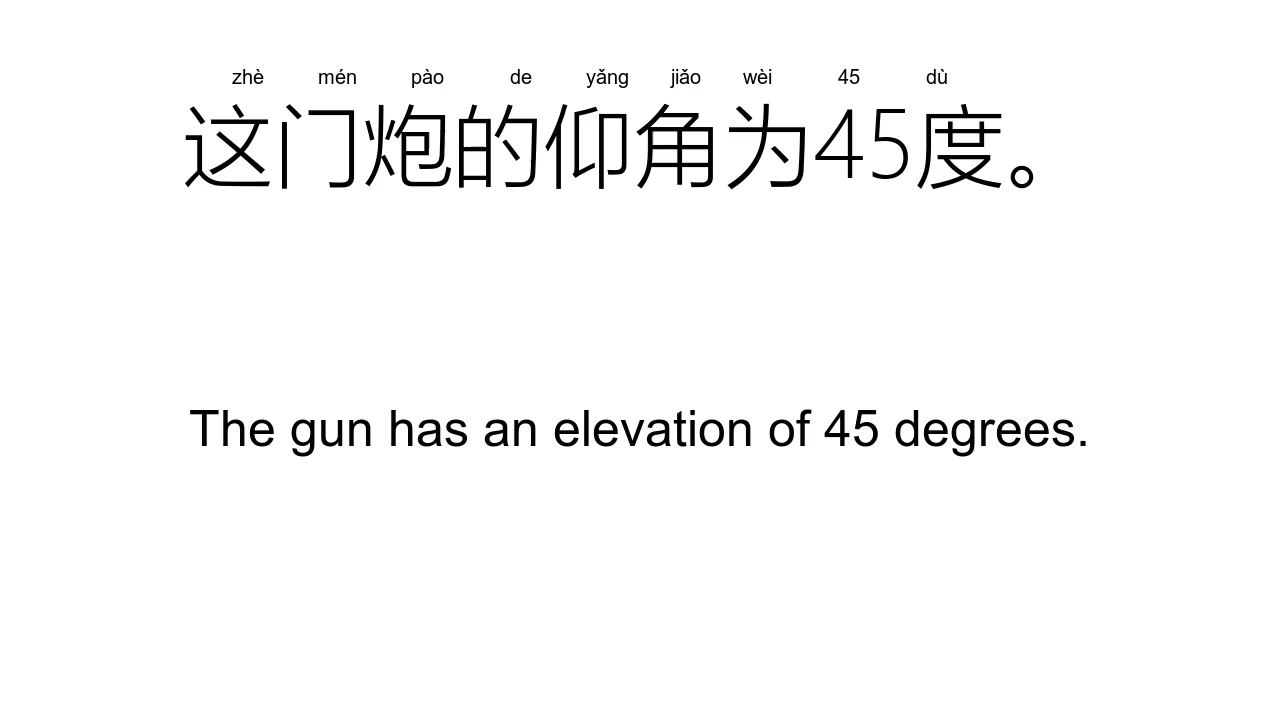 zhè mén pào de yǎng jiǎo wèi 45 dù
这门炮的仰角为45度。
The gun has an elevation of 45 degrees.